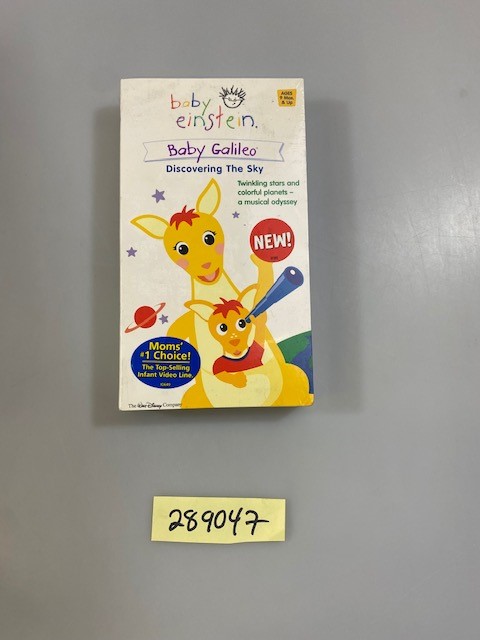 baby
einstein.
AGES
9 Mos.
& Up
Baby Galileo
Discovering The Sky
Twinkling stars and
colorful planets –
a musical odyssey
NEW!
Moms'
#1 Choice!
The Top-Selling
Infant Video Line.
The Walt Disney Company
289047